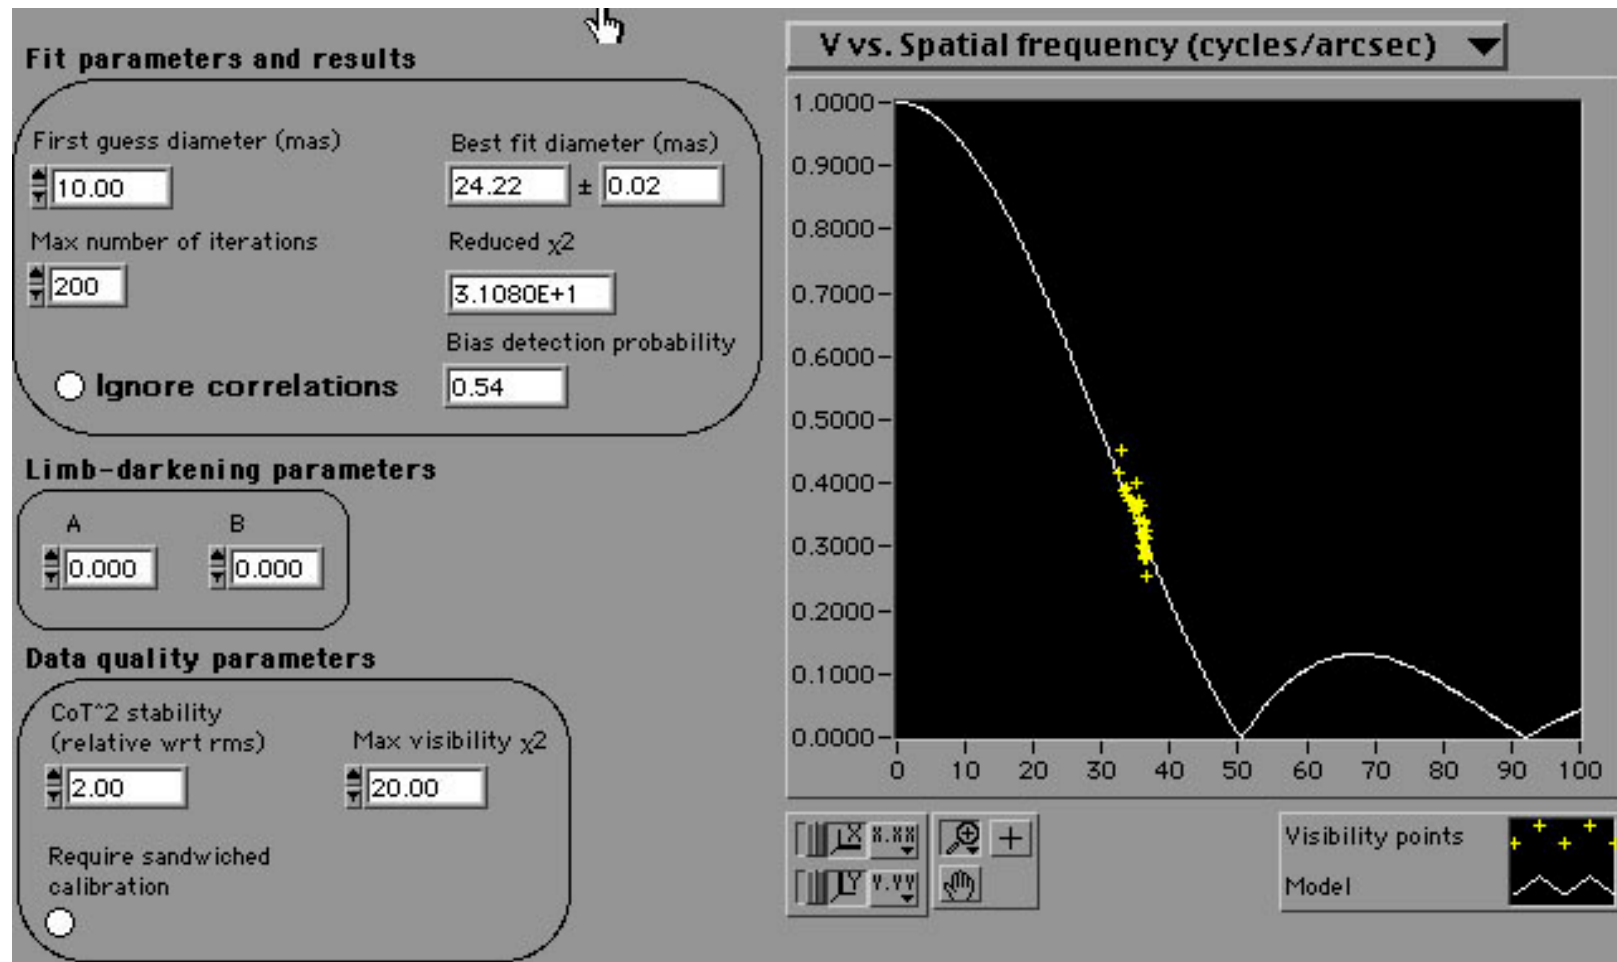 Fit parameters and results
First guess diameter (mas)
10.00
Best fit diameter (mas)
24.22 ± 0.02
Max number of iterations
200
Reduced χ2
3.1080E+1
Bias detection probability
0.54
Ignore correlations
Limb-darkening parameters
A B
0.000 0.000
Data quality parameters
CoT^2 stability
(relative wrt rms)
2.00
Max visibility χ2
20.00
Require sandwiched
calibration
V vs. Spatial frequency (cycles/arcsec)
1.0000
0.9000
0.8000
0.7000
0.6000
0.5000
0.4000
0.3000
0.2000
0.1000
0.0000
0 10 20 30 40 50 60 70 80 90 100
X X.XX
Y Y.YY
Visibility points
Model